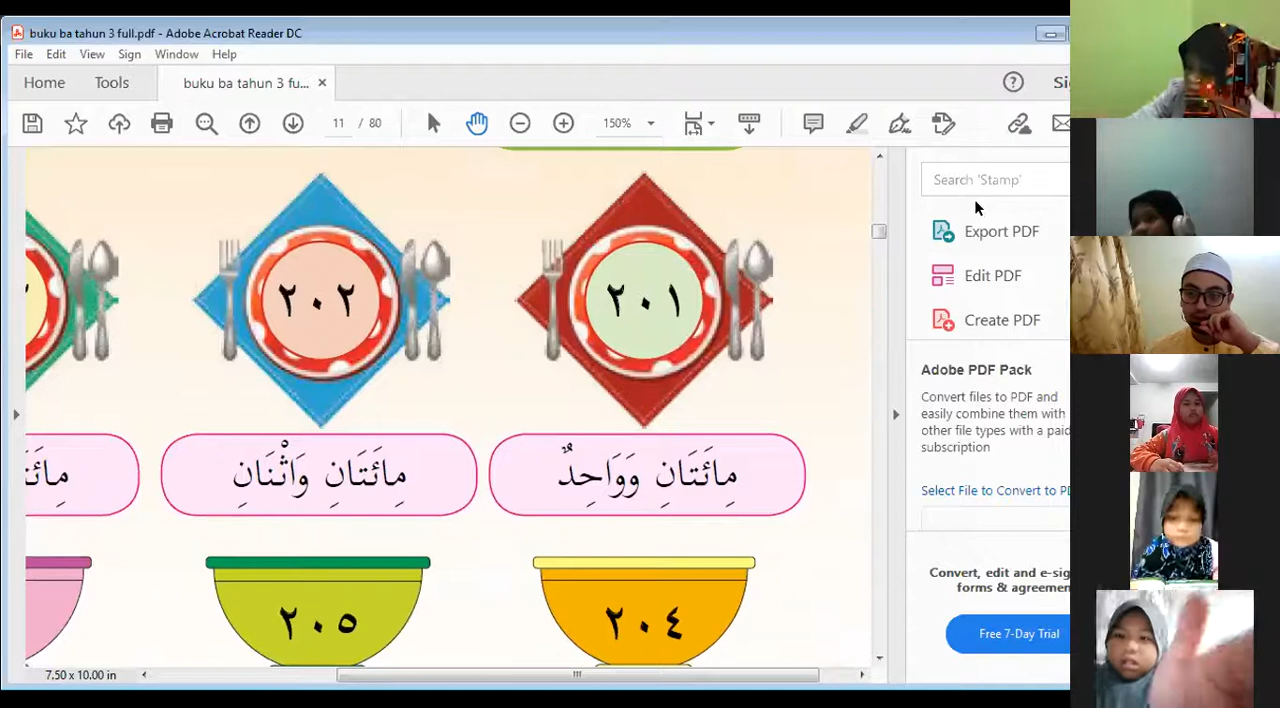 buku ba tahun 3 full.pdf - Adobe Acrobat Reader DC
File Edit View Sign Window Help
Home Tools buku ba tahun 3 fu... ×
11 / 80 150%
٢٠١ ٢٠٢
مِائَتَانِ وَوَاحِدٌ مِائَتَانِ وَاثْنَانِ
٢٠٤ ٢٠٥
Search 'Stamp'
Export PDF
Edit PDF
Create PDF
Adobe PDF Pack
Convert files to PDF and
easily combine them with
other file types with a paid
subscription
Select File to Convert to
Convert, edit and
forms &
Free 7-Day Trial
7.50 x 10.00 in